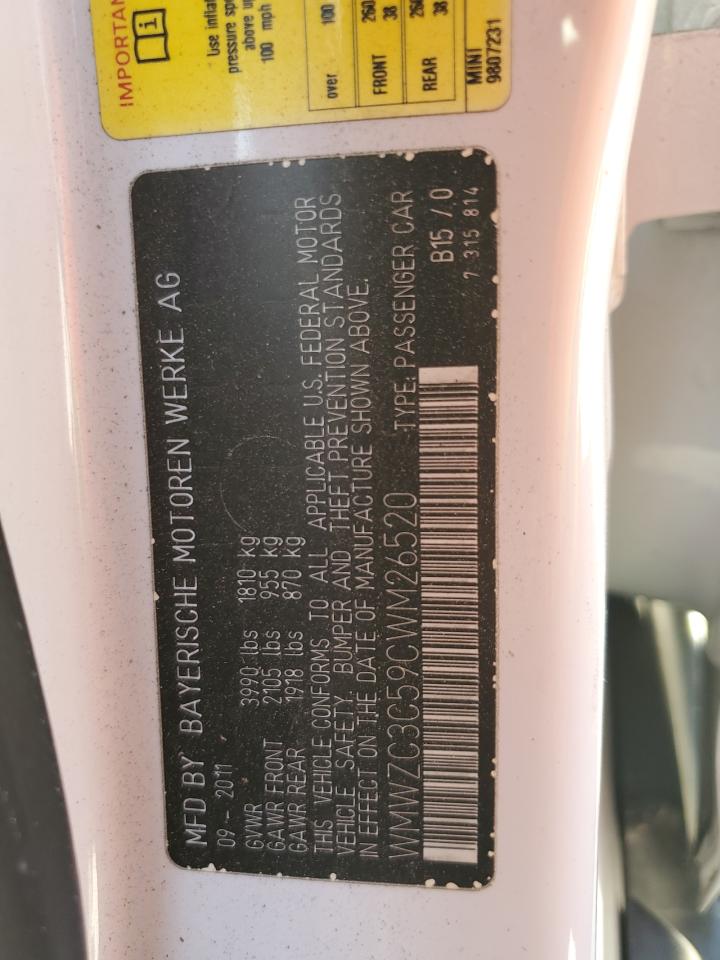 MFD BY BAYERISCHE MOTOREN WERKE AG
09 - 2011
GVWR 3990 lbs 1810 kg
GAWR FRONT 2105 lbs 955 kg
GAWR REAR 1918 lbs 870 kg
THIS VEHICLE CONFORMS TO ALL APPLICABLE U.S. FEDERAL MOTOR
VEHICLE SAFETY, BUMPER AND THEFT PREVENTION STANDARDS
IN EFFECT ON THE DATE OF MANUFACTURE SHOWN ABOVE.
WMWZC3C59CWM26520 TYPE: PASSENGER CAR
B15 / 0
7 315 814
IMPORTAN
Use
pressure
above
100 mph
over 100
FRONT 260
38
REAR
38
MINI
9807231